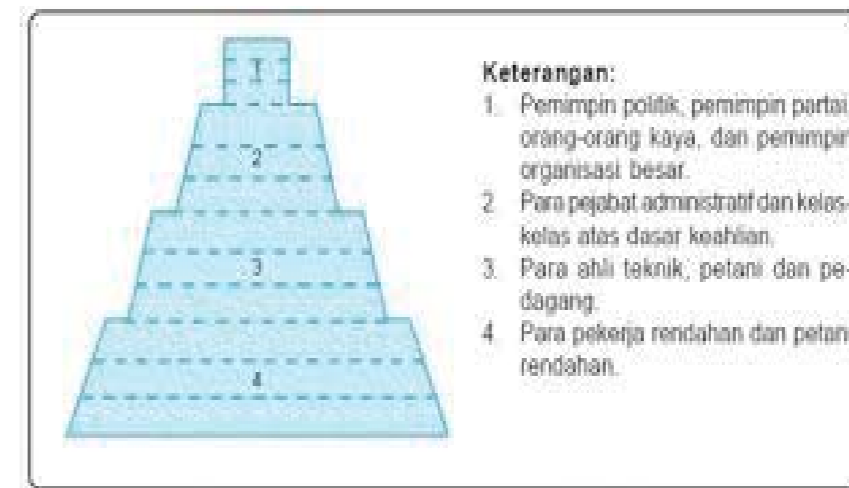 1
2
3
4
Keterangan:
1. Pemimpin politik, pemimpin partai,
orang-orang kaya, dan pemimpin
organisasi besar.
2. Para pejabat administratif dan kelas-
kelas atas dasar keahlian.
3. Para ahli teknik, petani dan pe-
dagang.
4. Para pekerja rendahan dan petani
rendahan.